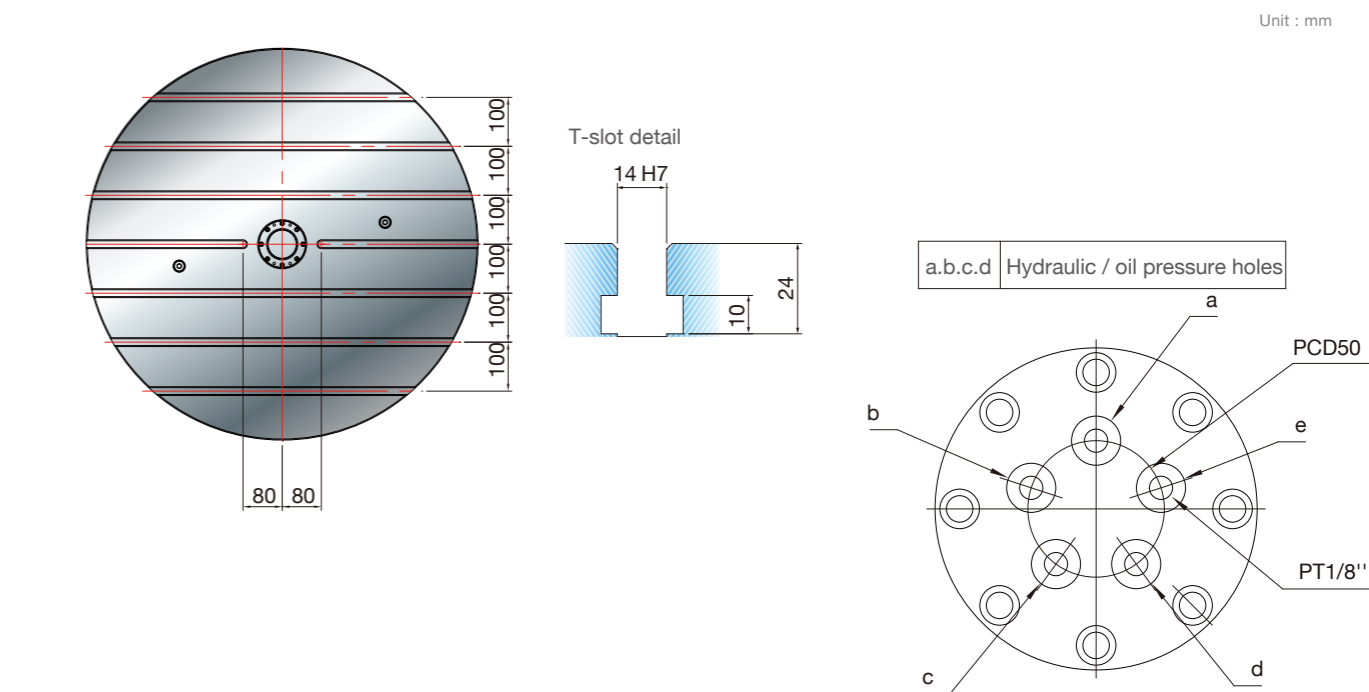 Unit : mm
100
100
100
100
100
100
80
80
T-slot detail
14 H7
10
24
a.b.c.d Hydraulic / oil pressure holes
a
PCD50
b
e
PT1/8''
c
d